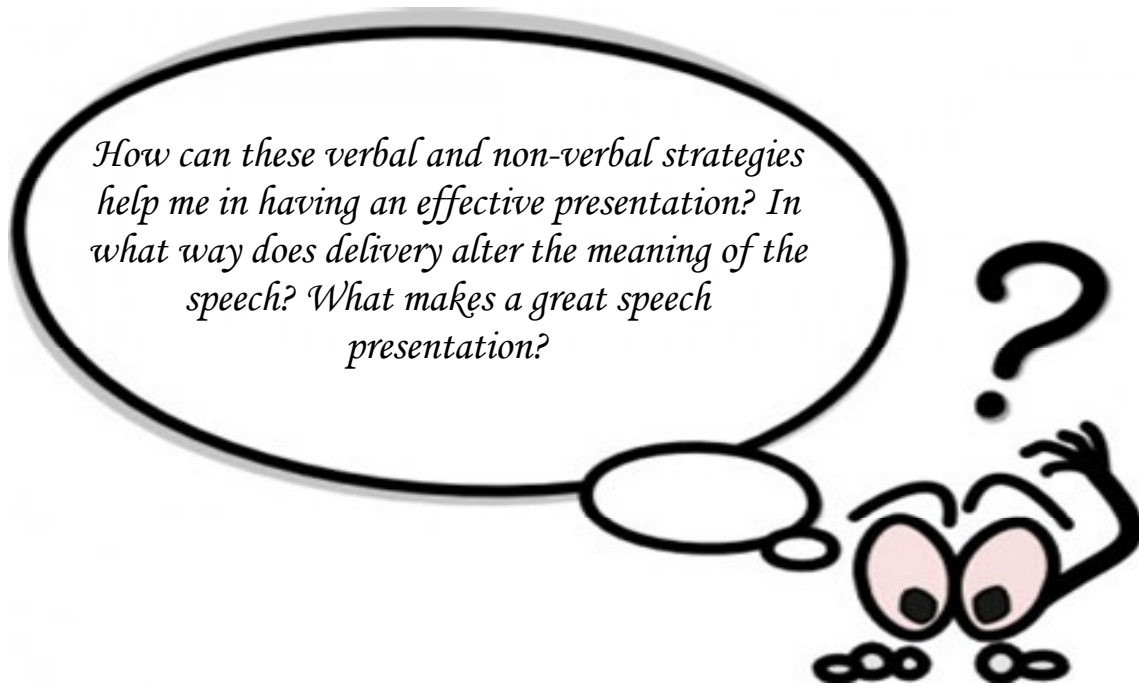 How can these verbal and non-verbal strategies
help me in having an effective presentation? In
what way does delivery alter the meaning of the
speech? What makes a great speech
presentation?
?